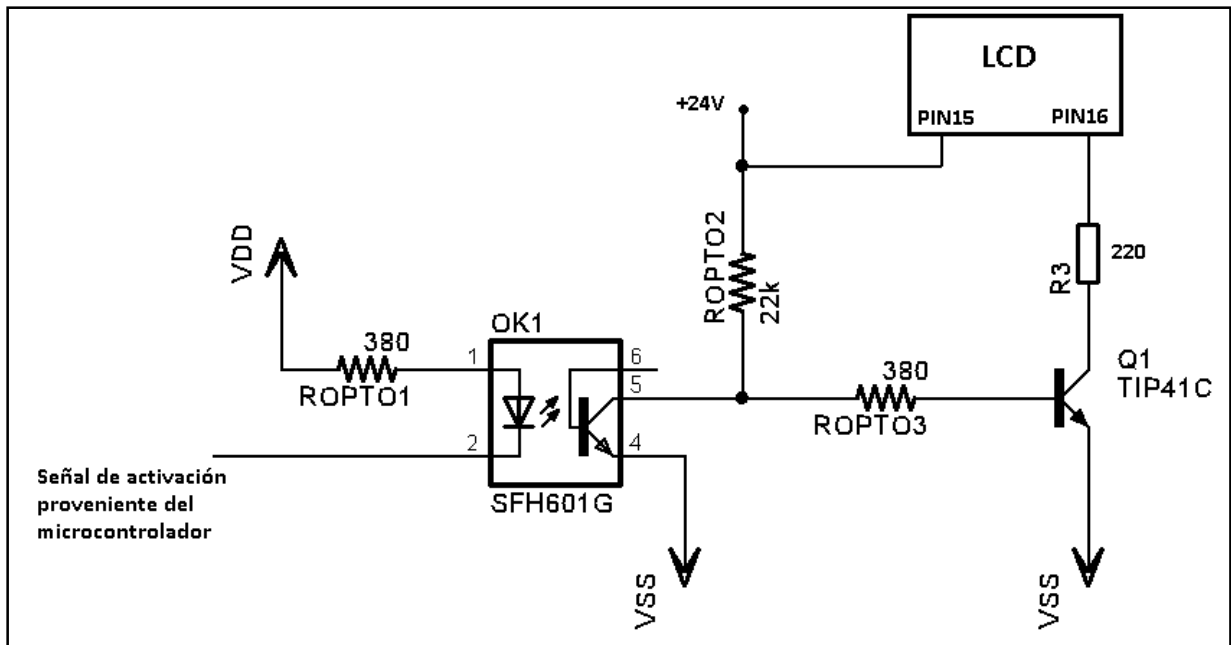 LCD
PIN15 PIN16
+24V
ROPTO2
22k
R3
220
VDD
380
ROPTO1
OK1
1
2
6
5
4
SFH601G
380
ROPTO3
Q1
TIP41C
Señal de activación
proveniente del
microcontrolador
VSS
VSS